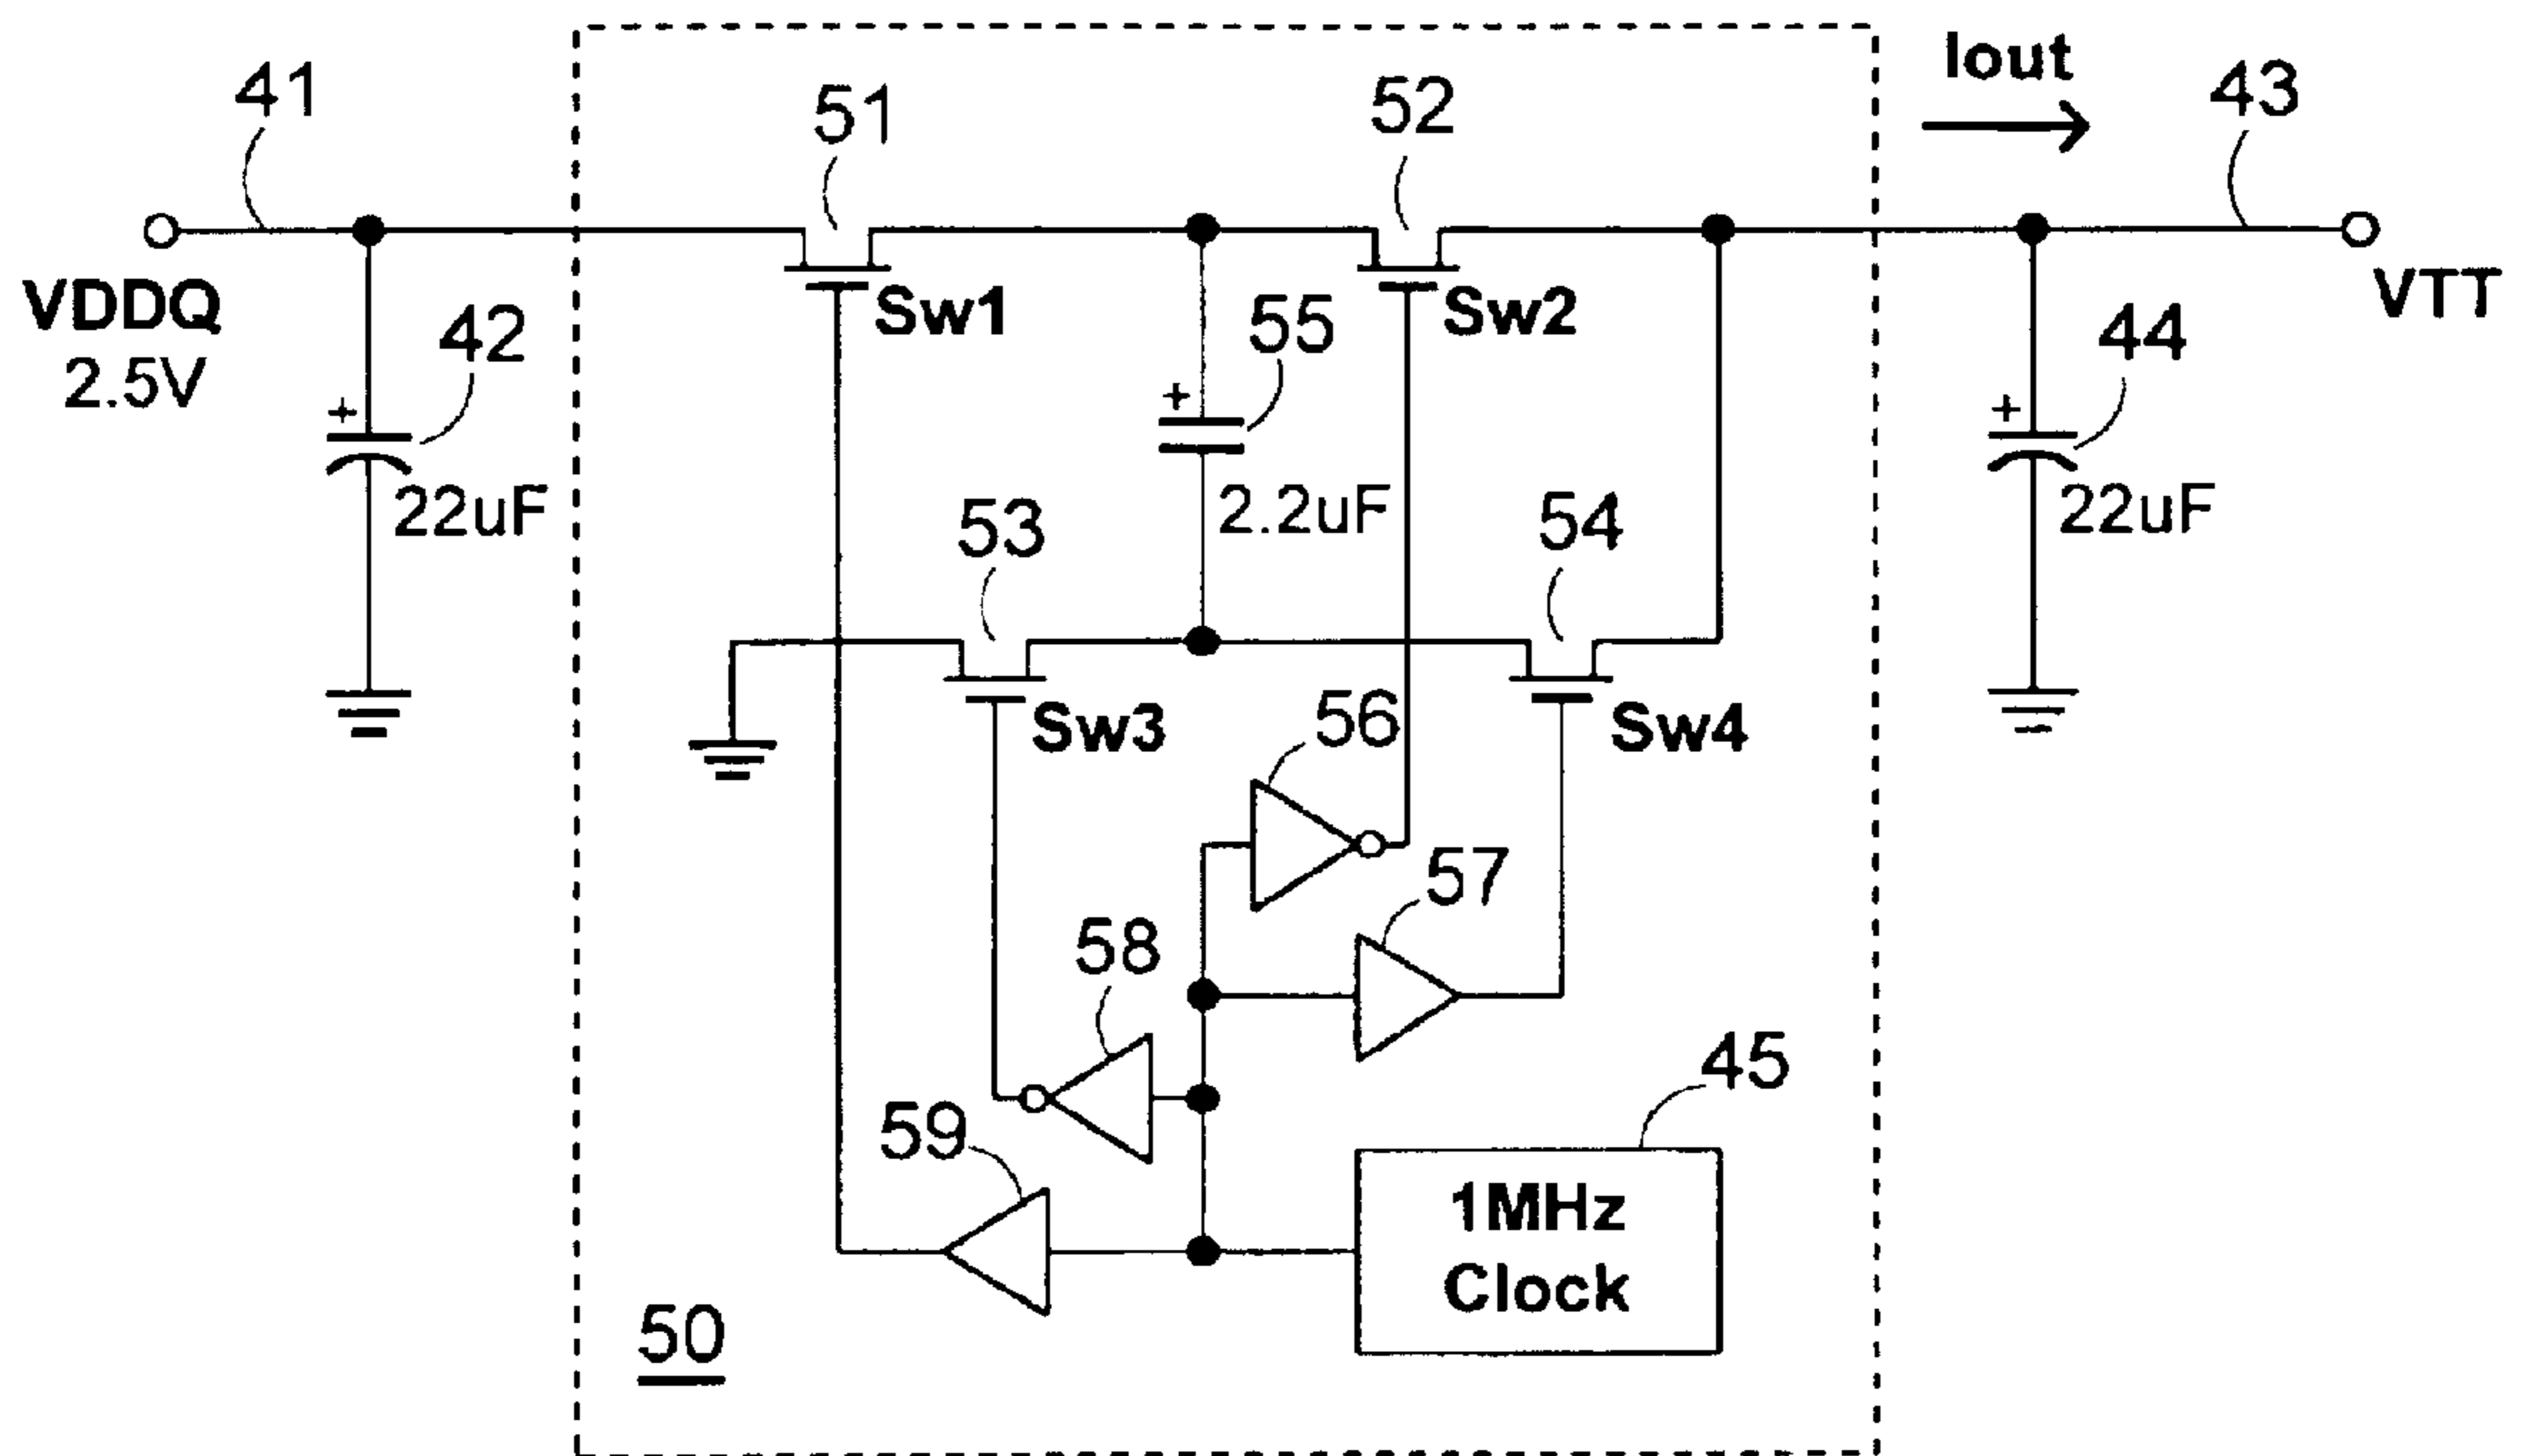 Iout
41
51
52
43
VDDQ
2.5V
Sw1
Sw2
VTT
42
+
22uF
55
+
2.2uF
44
+
22uF
53
54
Sw3
Sw4
56
57
58
59
45
1MHz
Clock
50